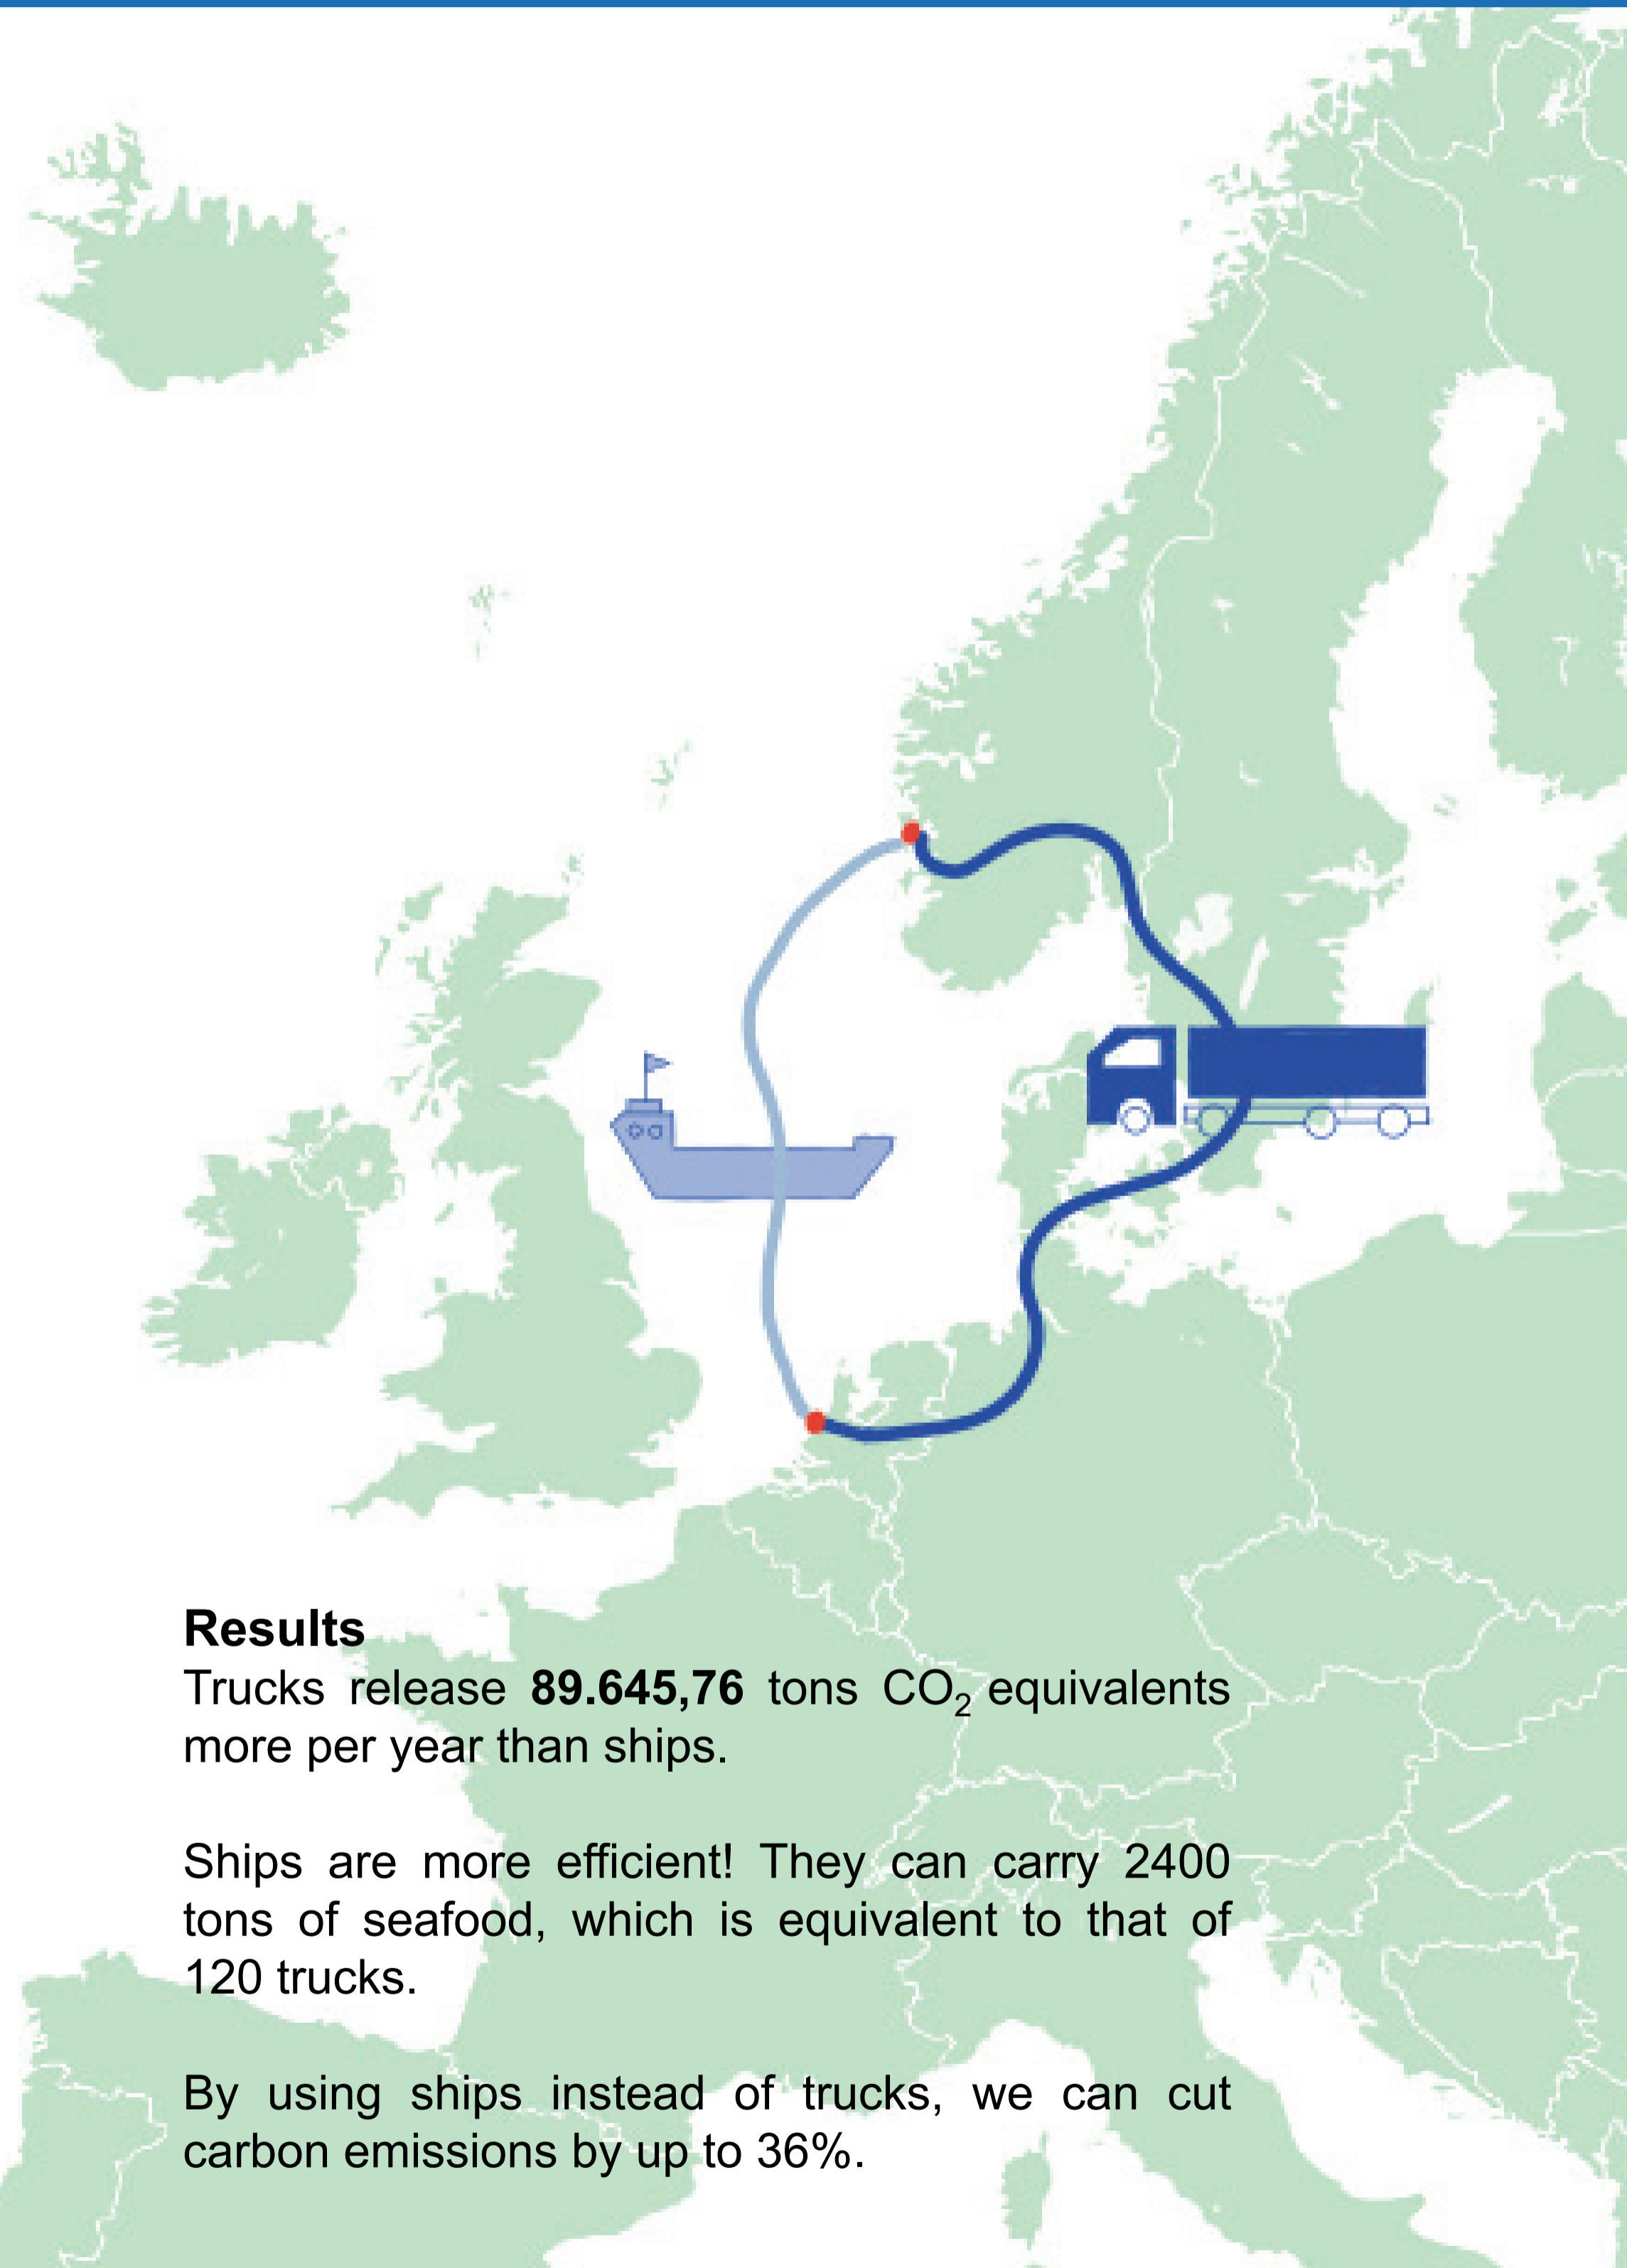 Results
Trucks release 89.645,76 tons CO₂ equivalents
more per year than ships.
Ships are more efficient! They can carry 2400
tons of seafood, which is equivalent to that of
120 trucks.
By using ships instead of trucks, we can cut
carbon emissions by up to 36%.